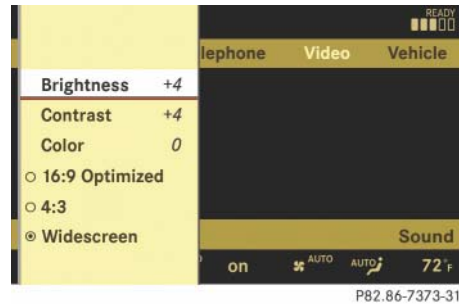 READY
lephone Video Vehicle
Brightness +4
Contrast +4
Color 0
16:9 Optimized
4:3
Widescreen
Sound
on AUTO AUTO 72°F
P82.86-7373-31